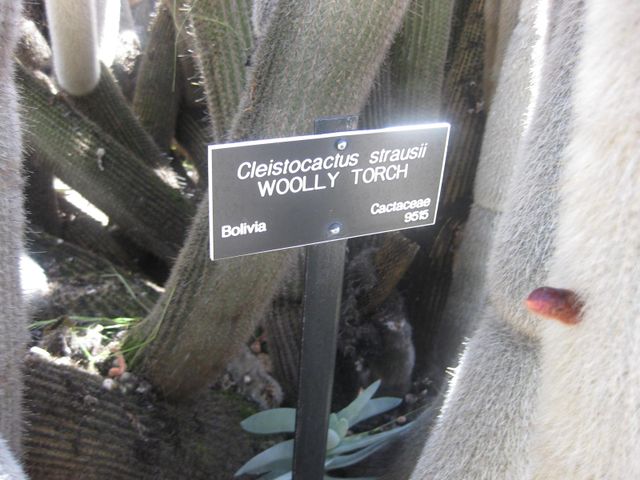 Cleistocactus strausii
WOOLLY TORCH
Bolivia
Cactaceae
9515